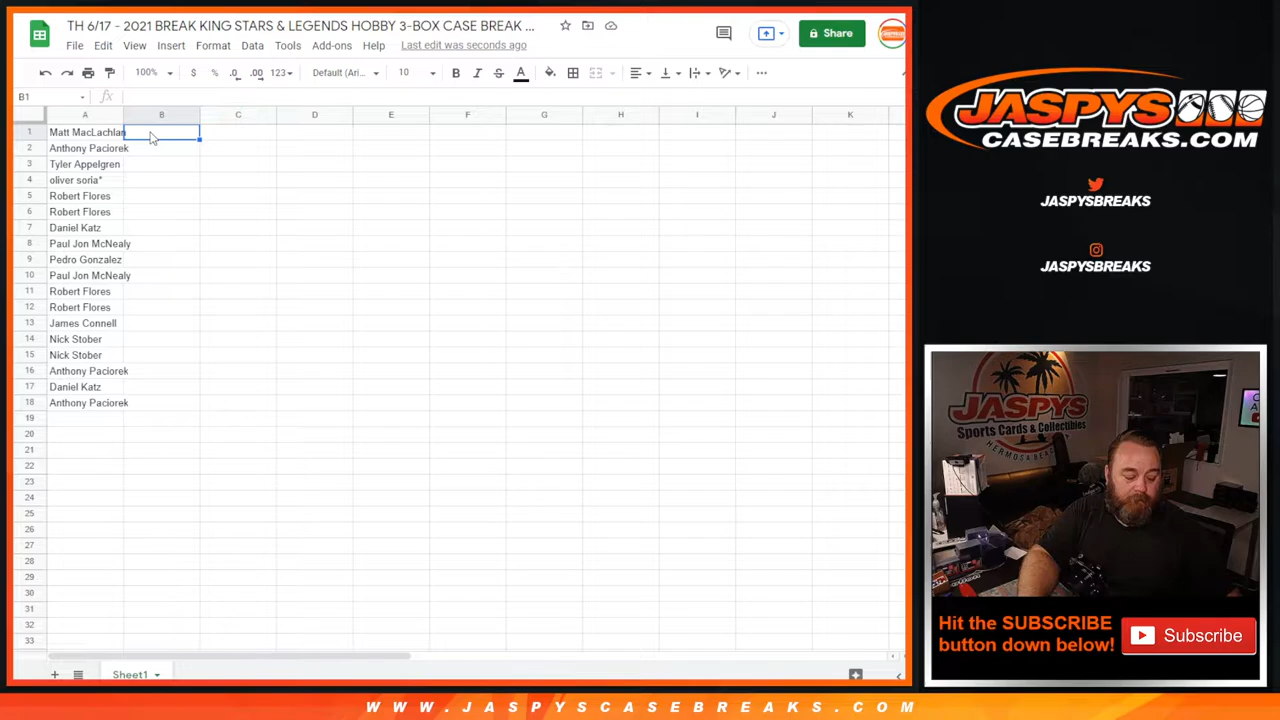 TH 6/17 - 2021 BREAK KING STARS & LEGENDS HOBBY 3-BOX CASE BREAK ...
File Edit View Insert Format Data Tools Add-ons Help Last edit was seconds ago
Share
100% $ % .0 .00 123 Default (Ari... 10 B I S A
B1 fx
A B C D E F G H I J K
1 Matt MacLachlan
2 Anthony Paciorek
3 Tyler Appelgren
4 oliver soria*
5 Robert Flores
6 Robert Flores
7 Daniel Katz
8 Paul Jon McNealy
9 Pedro Gonzalez
10 Paul Jon McNealy
11 Robert Flores
12 Robert Flores
13 James Connell
14 Nick Stober
15 Nick Stober
16 Anthony Paciorek
17 Daniel Katz
18 Anthony Paciorek
19
20
21
22
23
24
25
26
27
28
29
30
31
32
33
Sheet1
JASPYS
CASEBREAKS.COM
JASPYSBREAKS
JASPYSBREAKS
JASPYS
Sports Cards & Collectibles
HERMOSA BEACH
Hit the SUBSCRIBE
button down below!
Subscribe
WWW.JASPYSCASEBREAKS.COM